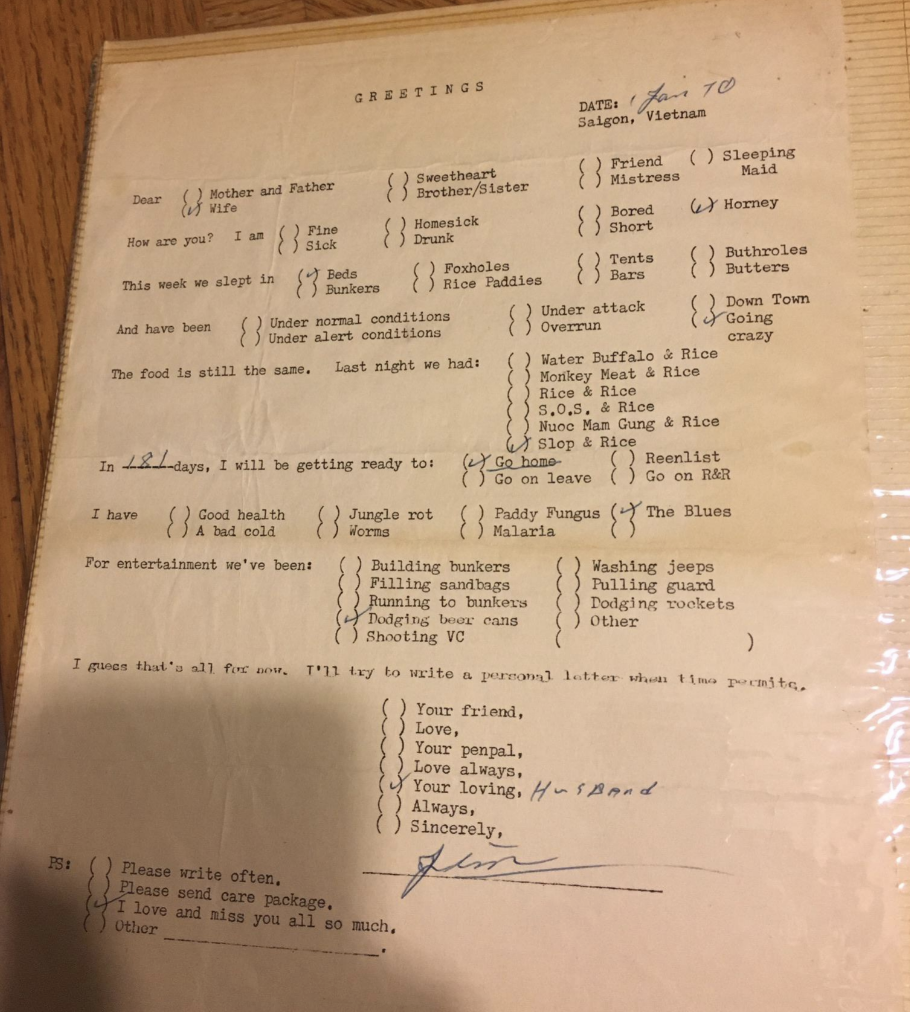 GREETINGS
DATE: 1 Jan 70
Saigon, Vietnam
Dear ( ) Mother and Father ( ) Sweetheart ( ) Friend ( ) Sleeping
(✓) Wife ( ) Brother/Sister ( ) Mistress Maid
How are you? I am ( ) Fine ( ) Homesick ( ) Bored (✓) Horney
( ) Sick ( ) Drunk ( ) Short
This week we slept in (✓) Beds ( ) Foxholes ( ) Tents ( ) Buthroles
( ) Bunkers ( ) Rice Paddies ( ) Bars ( ) Butters
And have been ( ) Under normal conditions ( ) Under attack ( ) Down Town
( ) Under alert conditions ( ) Overrun (✓) Going
crazy
The food is still the same. Last night we had: ( ) Water Buffalo & Rice
( ) Monkey Meat & Rice
( ) Rice & Rice
( ) S.O.S. & Rice
( ) Nuoc Mam Gung & Rice
(✓) Slop & Rice
In 181 days, I will be getting ready to: (✓) Go home ( ) Reenlist
( ) Go on leave ( ) Go on R&R
I have ( ) Good health ( ) Jungle rot ( ) Paddy Fungus (✓) The Blues
( ) A bad cold ( ) Worms ( ) Malaria ( )
For entertainment we've been: ( ) Building bunkers ( ) Washing jeeps
( ) Filling sandbags ( ) Pulling guard
( ) Running to bunkers ( ) Dodging rockets
(✓) Dodging beer cans ( ) Other
( ) Shooting VC ( )
I guess that's all for now. I'll try to write a personal letter when time permits.
( ) Your friend,
( ) Love,
( ) Your penpal,
( ) Love always,
(✓) Your loving, HusBand
( ) Always,
( ) Sincerely,
PS: ( ) Please write often.
( ) Please send care package.
(✓) I love and miss you all so much.
( ) Other ____________.